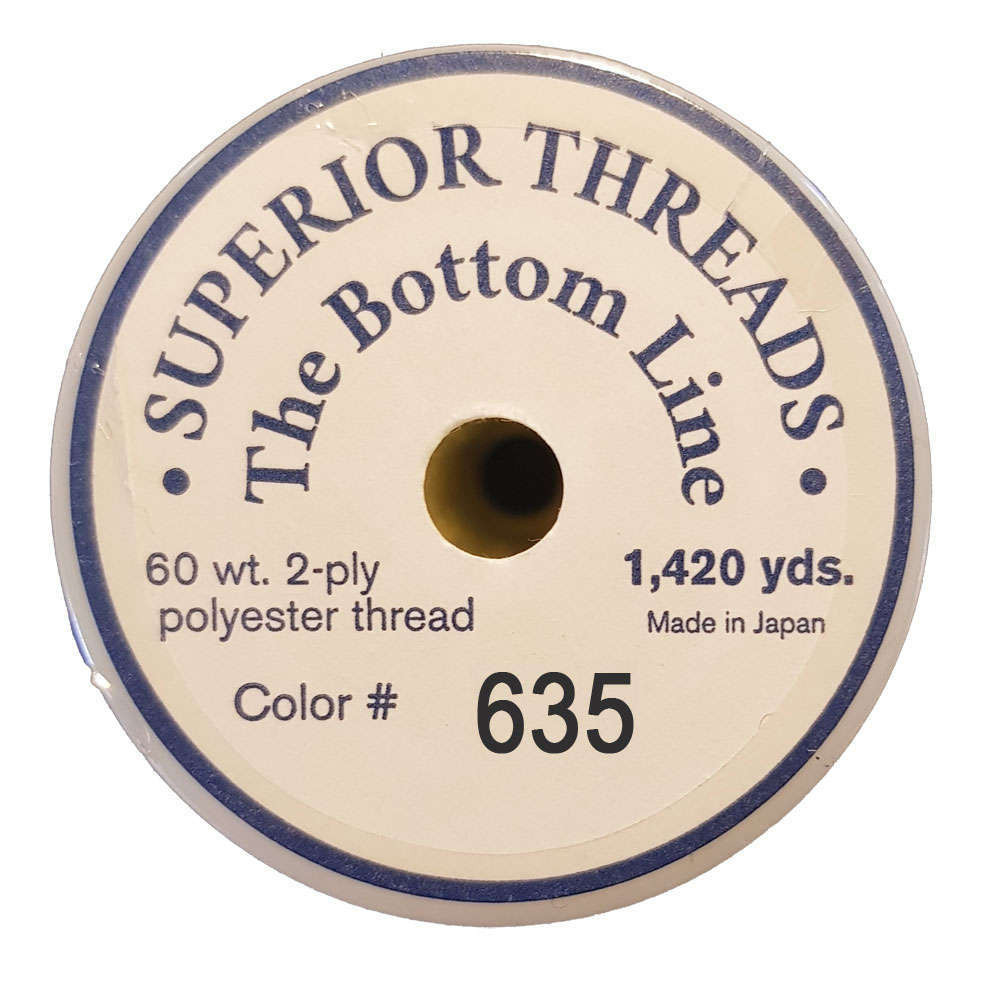 • SUPERIOR THREADS •
The Bottom Line
60 wt. 2-ply
polyester thread
1,420 yds.
Made in Japan
Color # 635